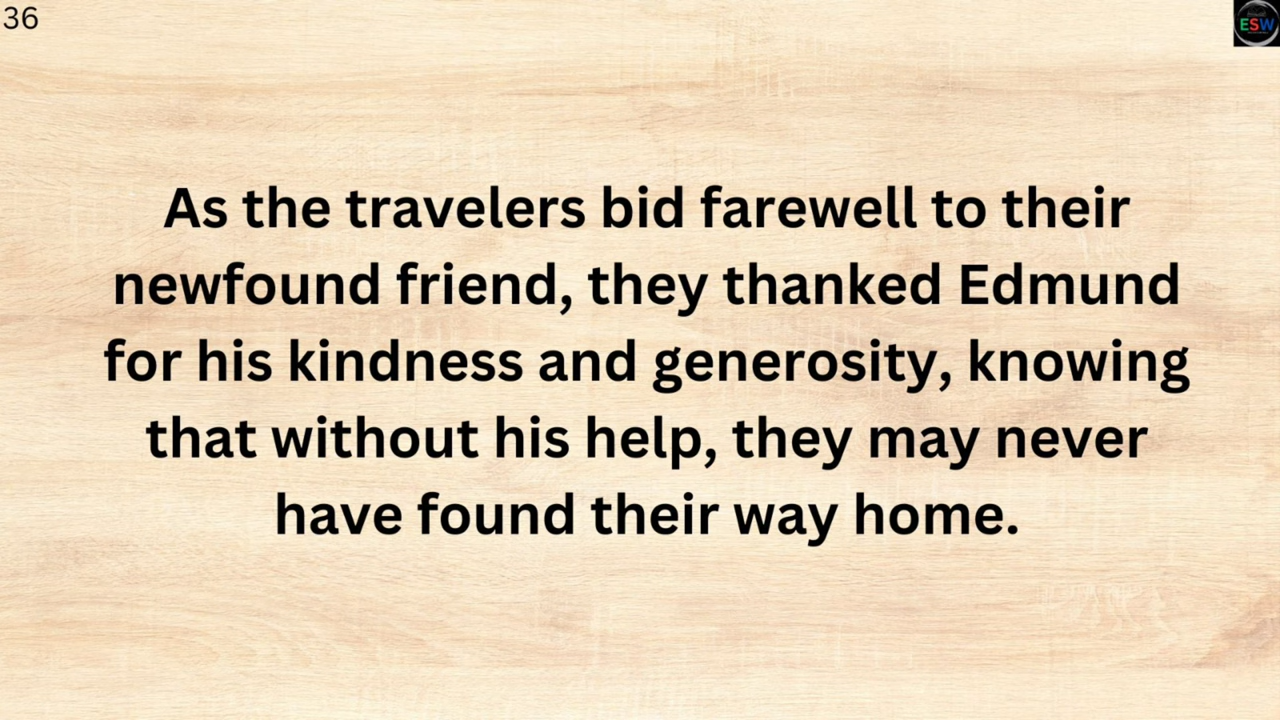 36
ESW
As the travelers bid farewell to their
newfound friend, they thanked Edmund
for his kindness and generosity, knowing
that without his help, they may never
have found their way home.